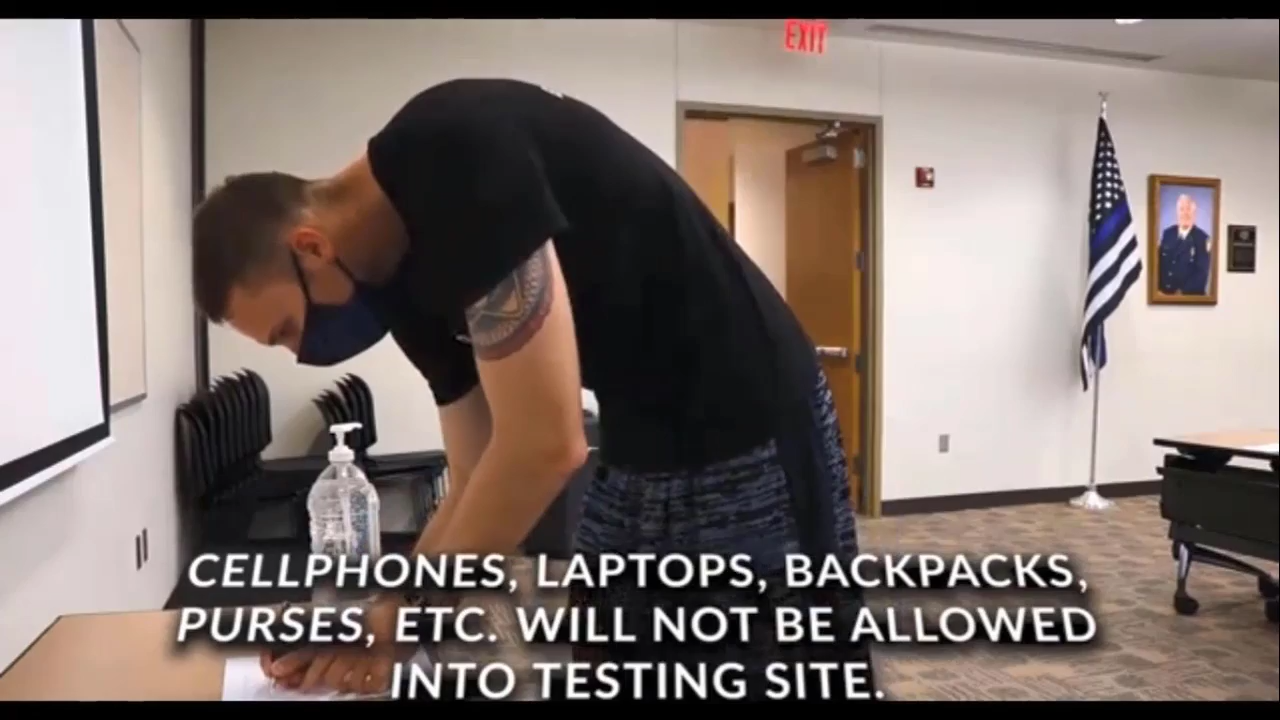 EXIT
CELLPHONES, LAPTOPS, BACKPACKS,
PURSES, ETC. WILL NOT BE ALLOWED
INTO TESTING SITE.